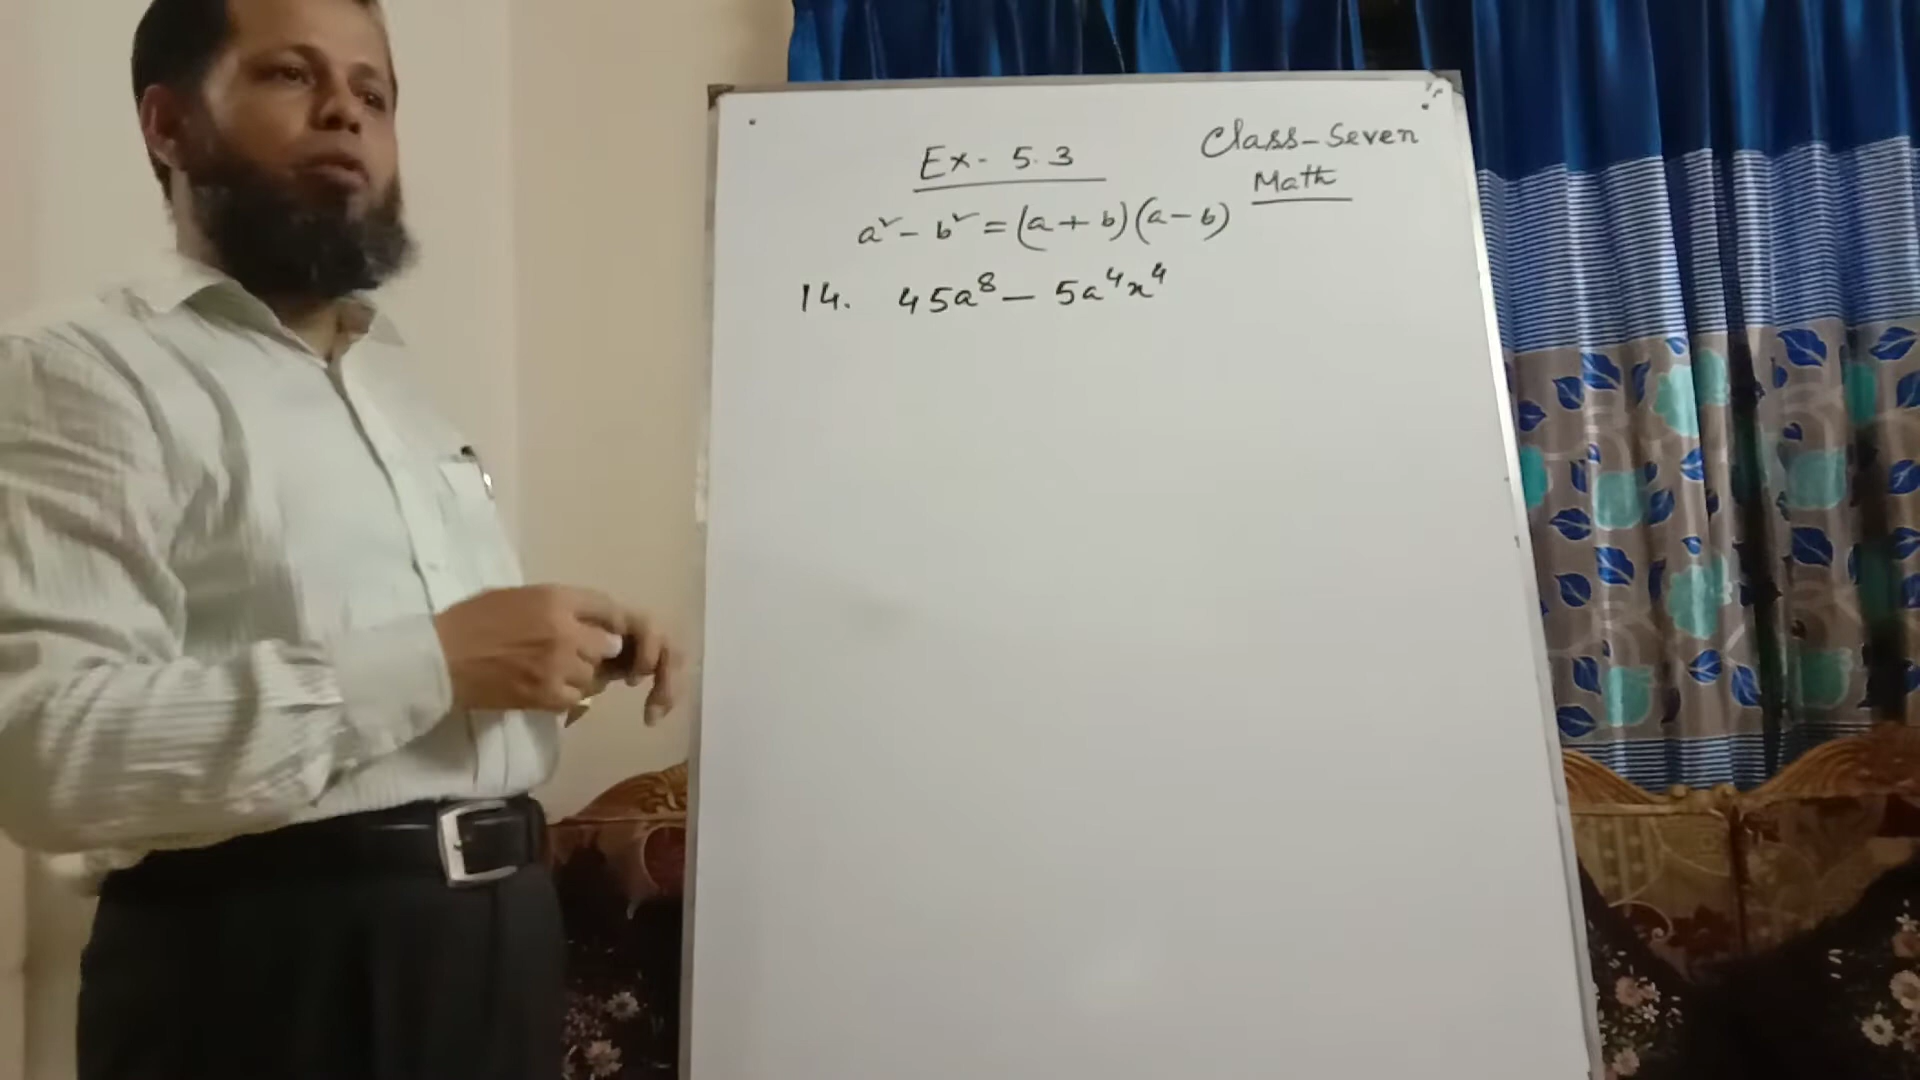 Ex- 5.3
Class-Seven
Math
a² - b² = (a + b)(a - b)
14. 45a⁸ - 5a⁴x⁴